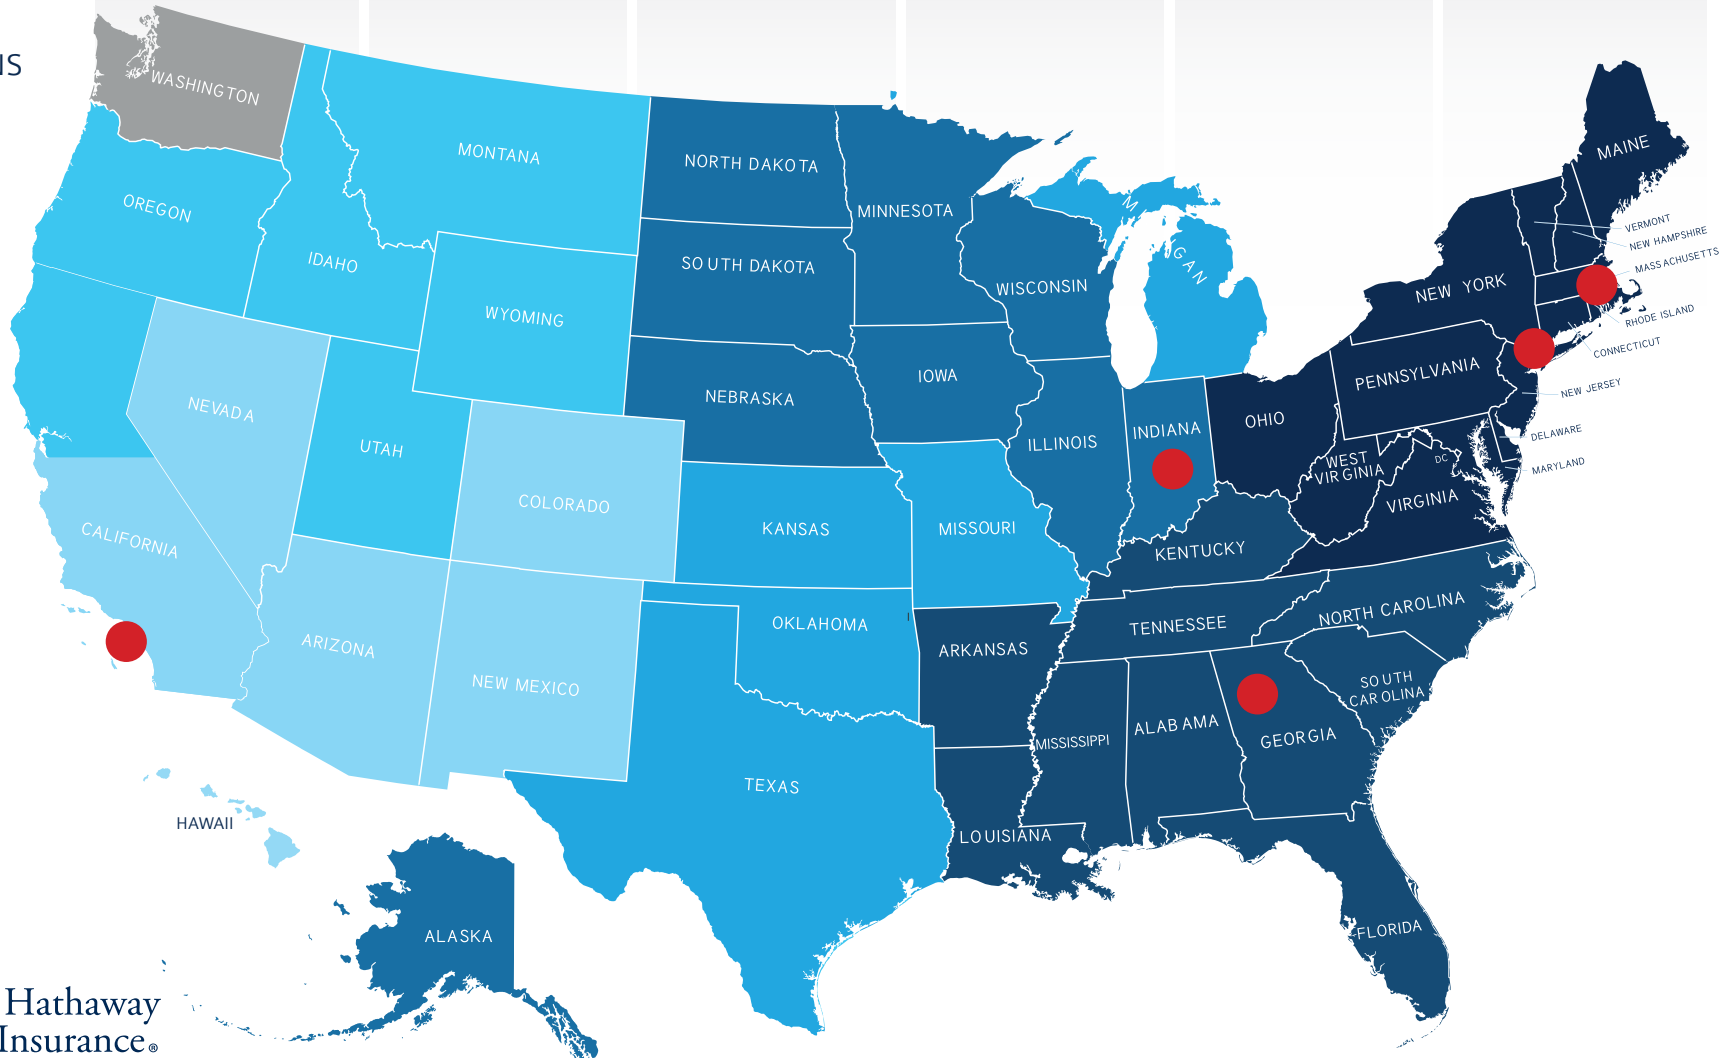 NS
WASHINGTON
MONTANA
NORTH DAKOTA
MAINE
OREGON
MINNESOTA
VERMONT
NEW HAMPSHIRE
IDAHO
SOUTH DAKOTA
MICHIGAN
MASSACHUSETTS
WYOMING
WISCONSIN
NEW YORK
RHODE ISLAND
CONNECTICUT
NEVADA
NEBRASKA
IOWA
PENNSYLVANIA
NEW JERSEY
UTAH
ILLINOIS
INDIANA
OHIO
DELAWARE
COLORADO
WEST
VIRGINIA
DC
MARYLAND
CALIFORNIA
KANSAS
MISSOURI
KENTUCKY
VIRGINIA
ARIZONA
OKLAHOMA
TENNESSEE
NORTH CAROLINA
NEW MEXICO
ARKANSAS
SOUTH
CAROLINA
MISSISSIPPI
ALABAMA
GEORGIA
TEXAS
HAWAII
LOUISIANA
ALASKA
FLORIDA
Hathaway
Insurance®